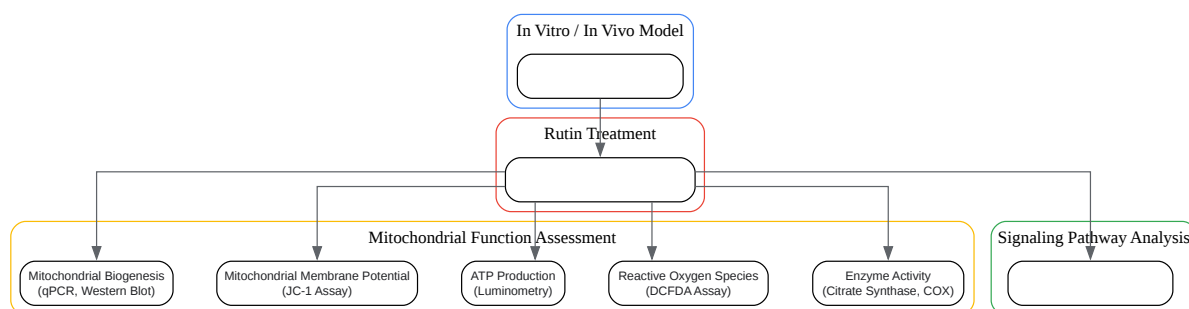 In Vitro / In Vivo Model
Rutin Treatment
Mitochondrial Function Assessment
Signaling Pathway Analysis
Mitochondrial Biogenesis
(qPCR, Western Blot)
Mitochondrial Membrane Potential
(JC-1 Assay)
ATP Production
(Luminometry)
Reactive Oxygen Species
(DCFDA Assay)
Enzyme Activity
(Citrate Synthase, COX)